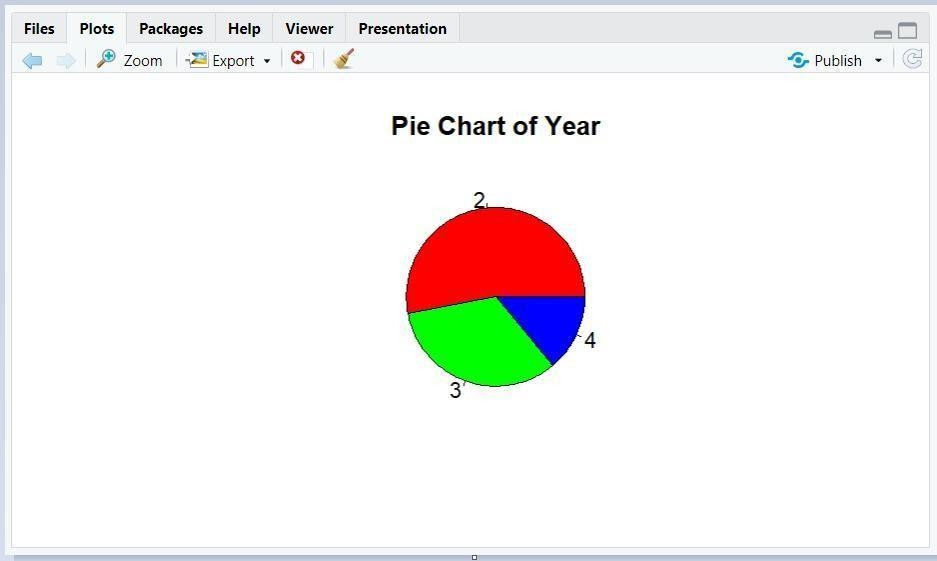 Files Plots Packages Help Viewer Presentation
Zoom Export Publish
Pie Chart of Year
2
4
3